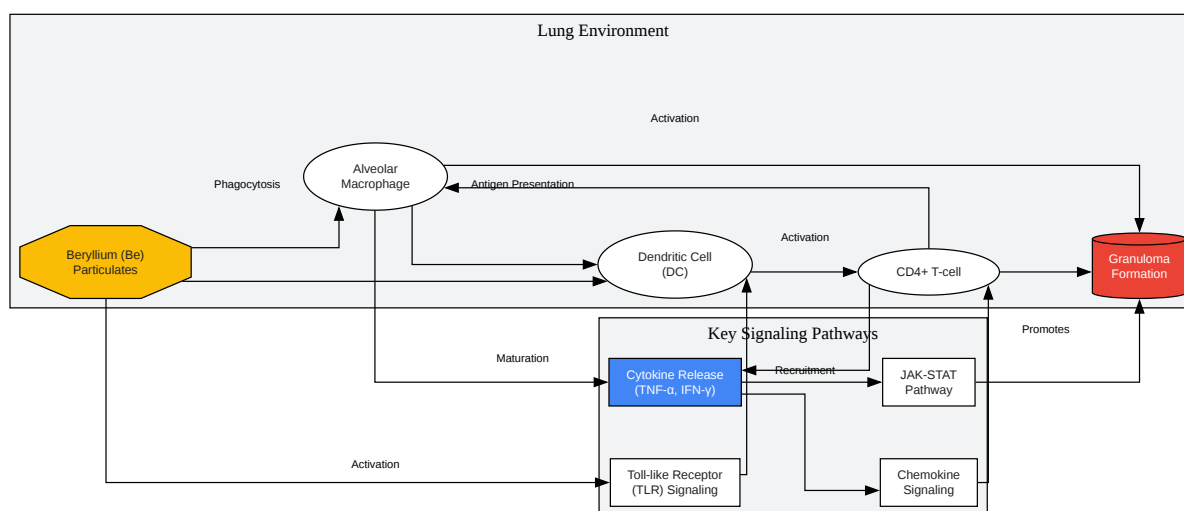 Lung Environment
Activation
Alveolar
Macrophage
Phagocytosis
Antigen Presentation
Beryllium (Be)
Particulates
Dendritic Cell
(DC)
Activation
CD4+ T-cell
Granuloma
Formation
Key Signaling Pathways
Promotes
Maturation
Cytokine Release
(TNF-α, IFN-γ)
Recruitment
JAK-STAT
Pathway
Activation
Toll-like Receptor
(TLR) Signaling
Chemokine
Signaling